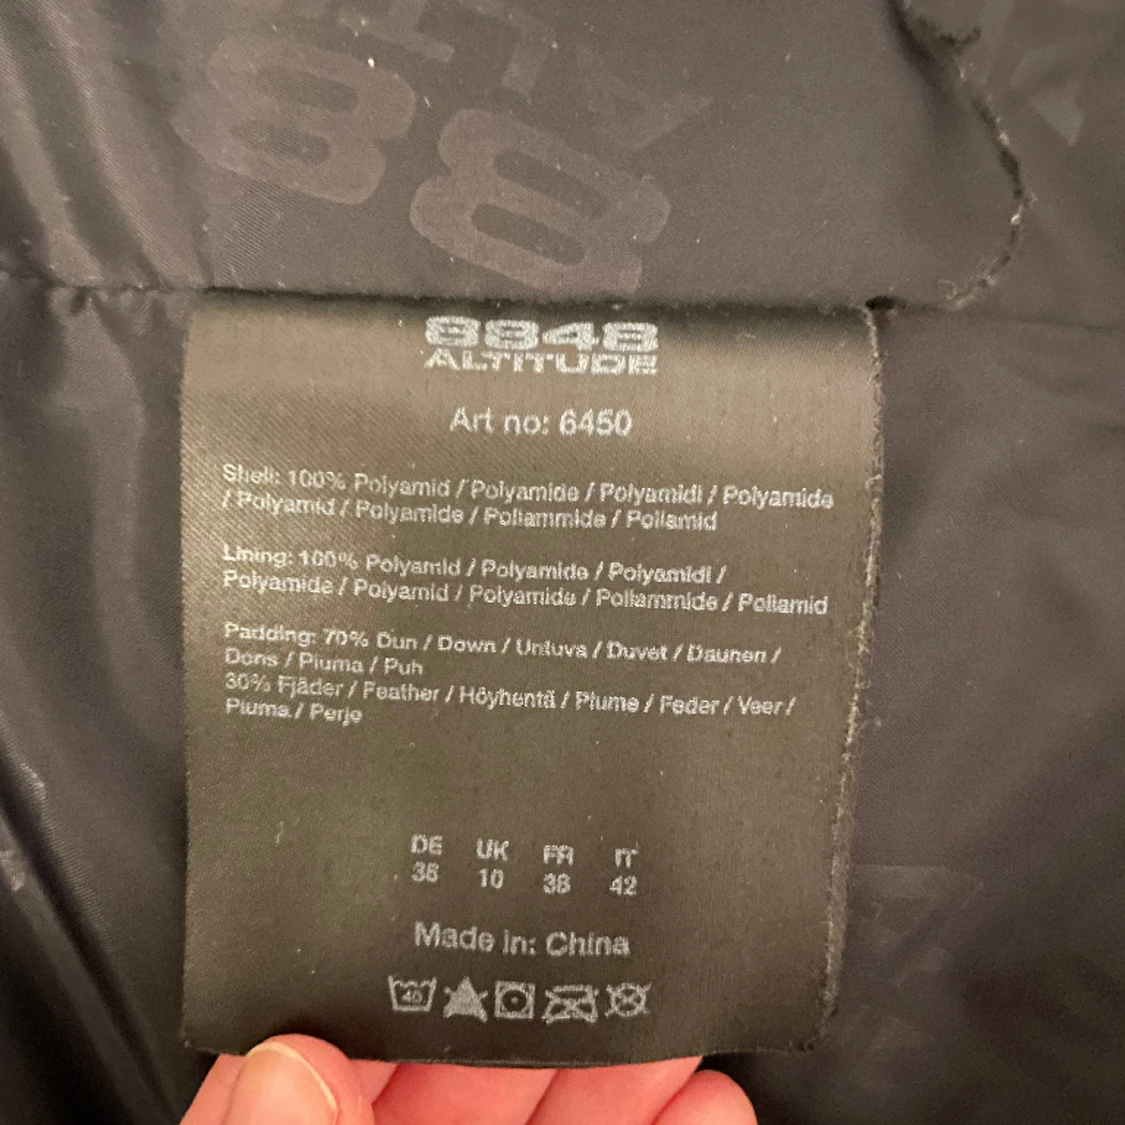 8848
ALTITUDE
Art no: 6450
Shell: 100% Polyamid / Polyamide / Polyamidi / Polyamide
/ Polyamid / Polyamide / Poliammide / Poliamid
Lining: 100% Polyamid / Polyamide / Polyamidi /
Polyamide / Polyamid / Polyamide / Poliammide / Poliamid
Padding: 70% Dun / Down / Untuva / Duvet / Daunen /
Dons / Piuma / Puh
30% Fjäder / Feather / Höyhentä / Plume / Feder / Veer /
Piuma / Perje
DE UK FR IT
36 10 38 42
Made in: China
40